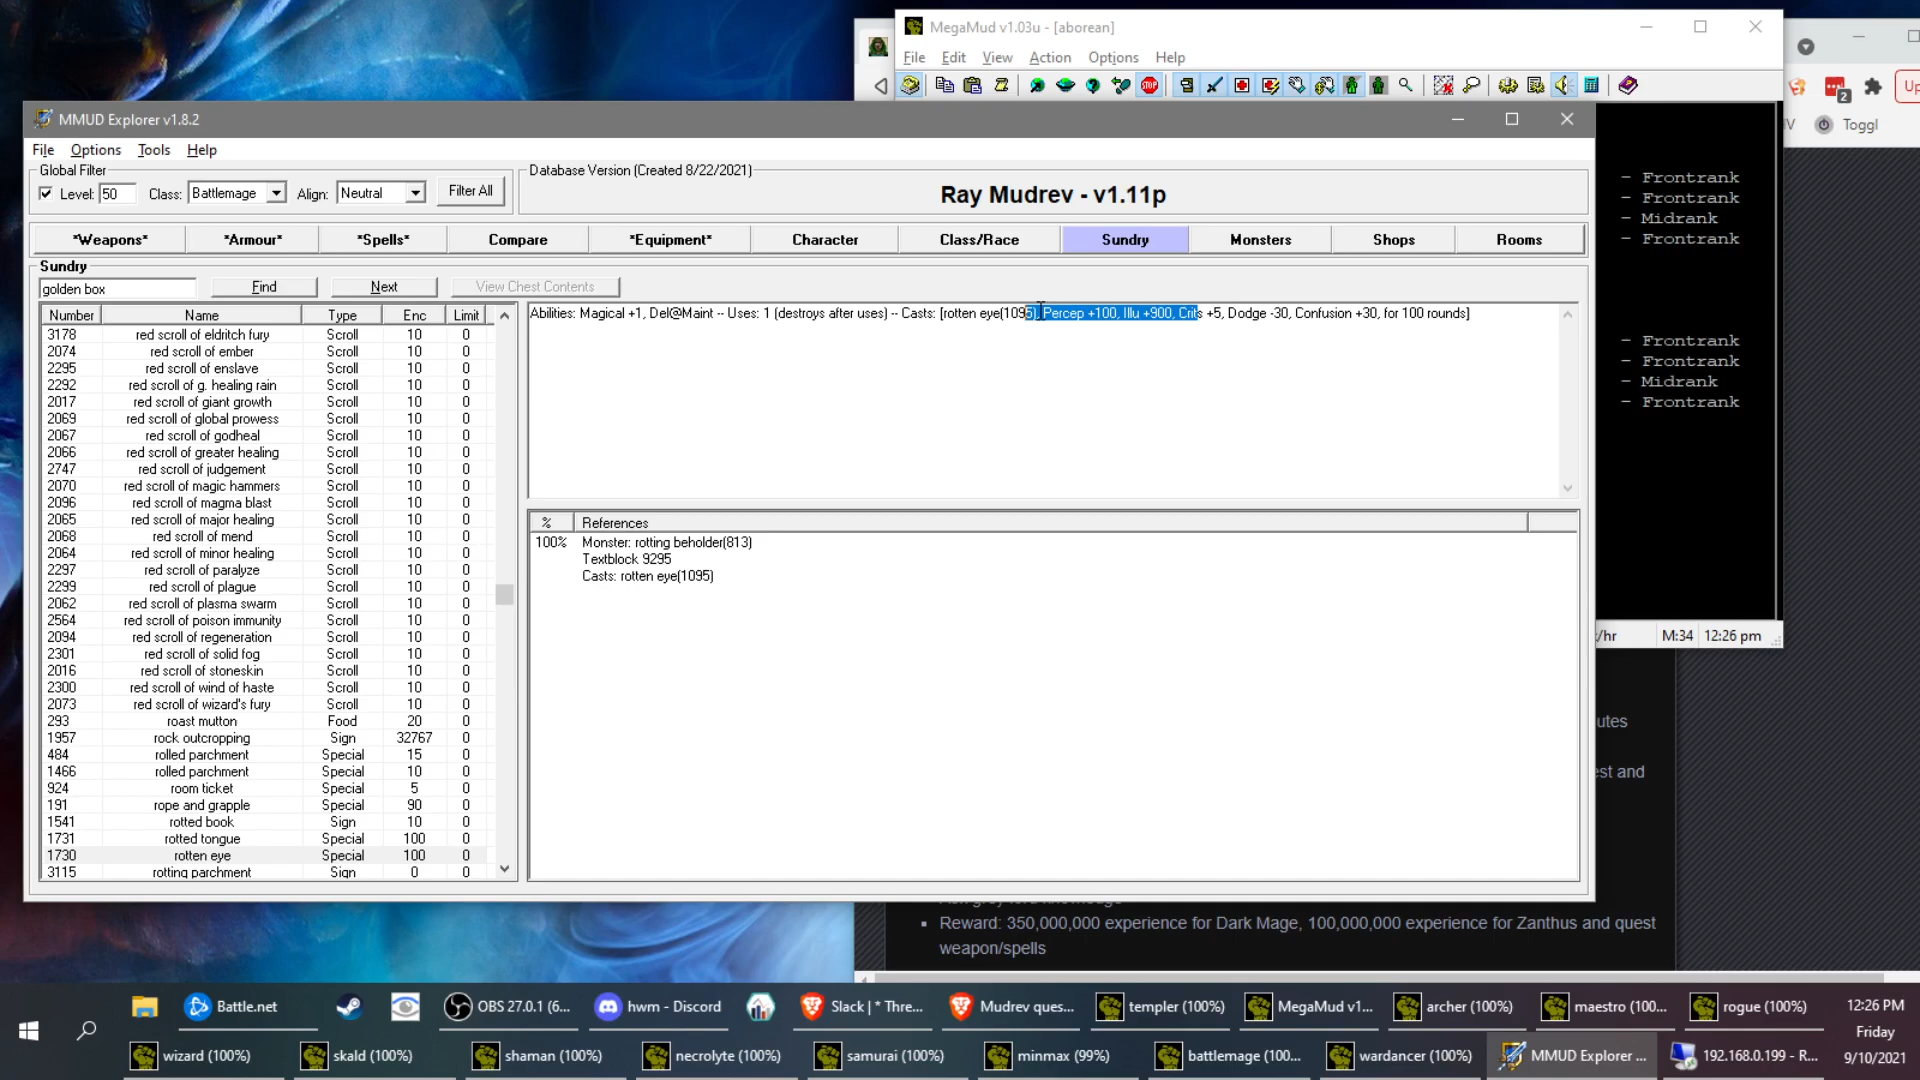 MegaMud v1.03u - [aborean]
File Edit View Action Options Help
2 Up
V Toggl
MMUD Explorer v1.8.2
File Options Tools Help
Global Filter
Level: 50 Class: Battlemage Align: Neutral Filter All
Database Version (Created 8/22/2021)
Ray Mudrev - v1.11p
*Weapons* *Armour* *Spells* Compare *Equipment* Character Class/Race Sundry Monsters Shops Rooms
Sundry
golden box Find Next View Chest Contents
Number Name Type Enc Limit
3178 red scroll of eldritch fury Scroll 10 0
2074 red scroll of ember Scroll 10 0
2295 red scroll of enslave Scroll 10 0
2292 red scroll of g. healing rain Scroll 10 0
2017 red scroll of giant growth Scroll 10 0
2069 red scroll of global prowess Scroll 10 0
2067 red scroll of godheal Scroll 10 0
2066 red scroll of greater healing Scroll 10 0
2747 red scroll of judgement Scroll 10 0
2070 red scroll of magic hammers Scroll 10 0
2096 red scroll of magma blast Scroll 10 0
2065 red scroll of major healing Scroll 10 0
2068 red scroll of mend Scroll 10 0
2064 red scroll of minor healing Scroll 10 0
2297 red scroll of paralyze Scroll 10 0
2299 red scroll of plague Scroll 10 0
2062 red scroll of plasma swarm Scroll 10 0
2564 red scroll of poison immunity Scroll 10 0
2094 red scroll of regeneration Scroll 10 0
2301 red scroll of solid fog Scroll 10 0
2016 red scroll of stoneskin Scroll 10 0
2300 red scroll of wind of haste Scroll 10 0
2073 red scroll of wizard's fury Scroll 10 0
293 roast mutton Food 20 0
1957 rock outcropping Sign 32767 0
484 rolled parchment Special 15 0
1466 rolled parchment Special 10 0
924 room ticket Special 5 0
191 rope and grapple Special 90 0
1541 rotted book Sign 10 0
1731 rotted tongue Special 100 0
1730 rotten eye Special 100 0
3115 rotting parchment Sign 0 0
Abilities: Magical +1, Del@Maint -- Uses: 1 (destroys after uses) -- Casts: [rotten eye(1095), Percep +100, Illu +900, Crits +5, Dodge -30, Confusion +30, for 100 rounds]
% References
100% Monster: rotting beholder(813)
Textblock 9295
Casts: rotten eye(1095)
- Frontrank
- Frontrank
- Midrank
- Frontrank
- Frontrank
- Frontrank
- Midrank
- Frontrank
/hr M:34 12:26 pm
utes
est and
Reward: 350,000,000 experience for Dark Mage, 100,000,000 experience for Zanthus and quest
weapon/spells
Battle.net OBS 27.0.1 (6... hwm - Discord Slack | * Thre... Mudrev ques... templer (100%) MegaMud v1... archer (100%) maestro (100... rogue (100%) 12:26 PM
Friday
wizard (100%) skald (100%) shaman (100%) necrolyte (100%) samurai (100%) minmax (99%) battlemage (100... wardancer (100%) MMUD Explorer ... 192.168.0.199 - R... 9/10/2021